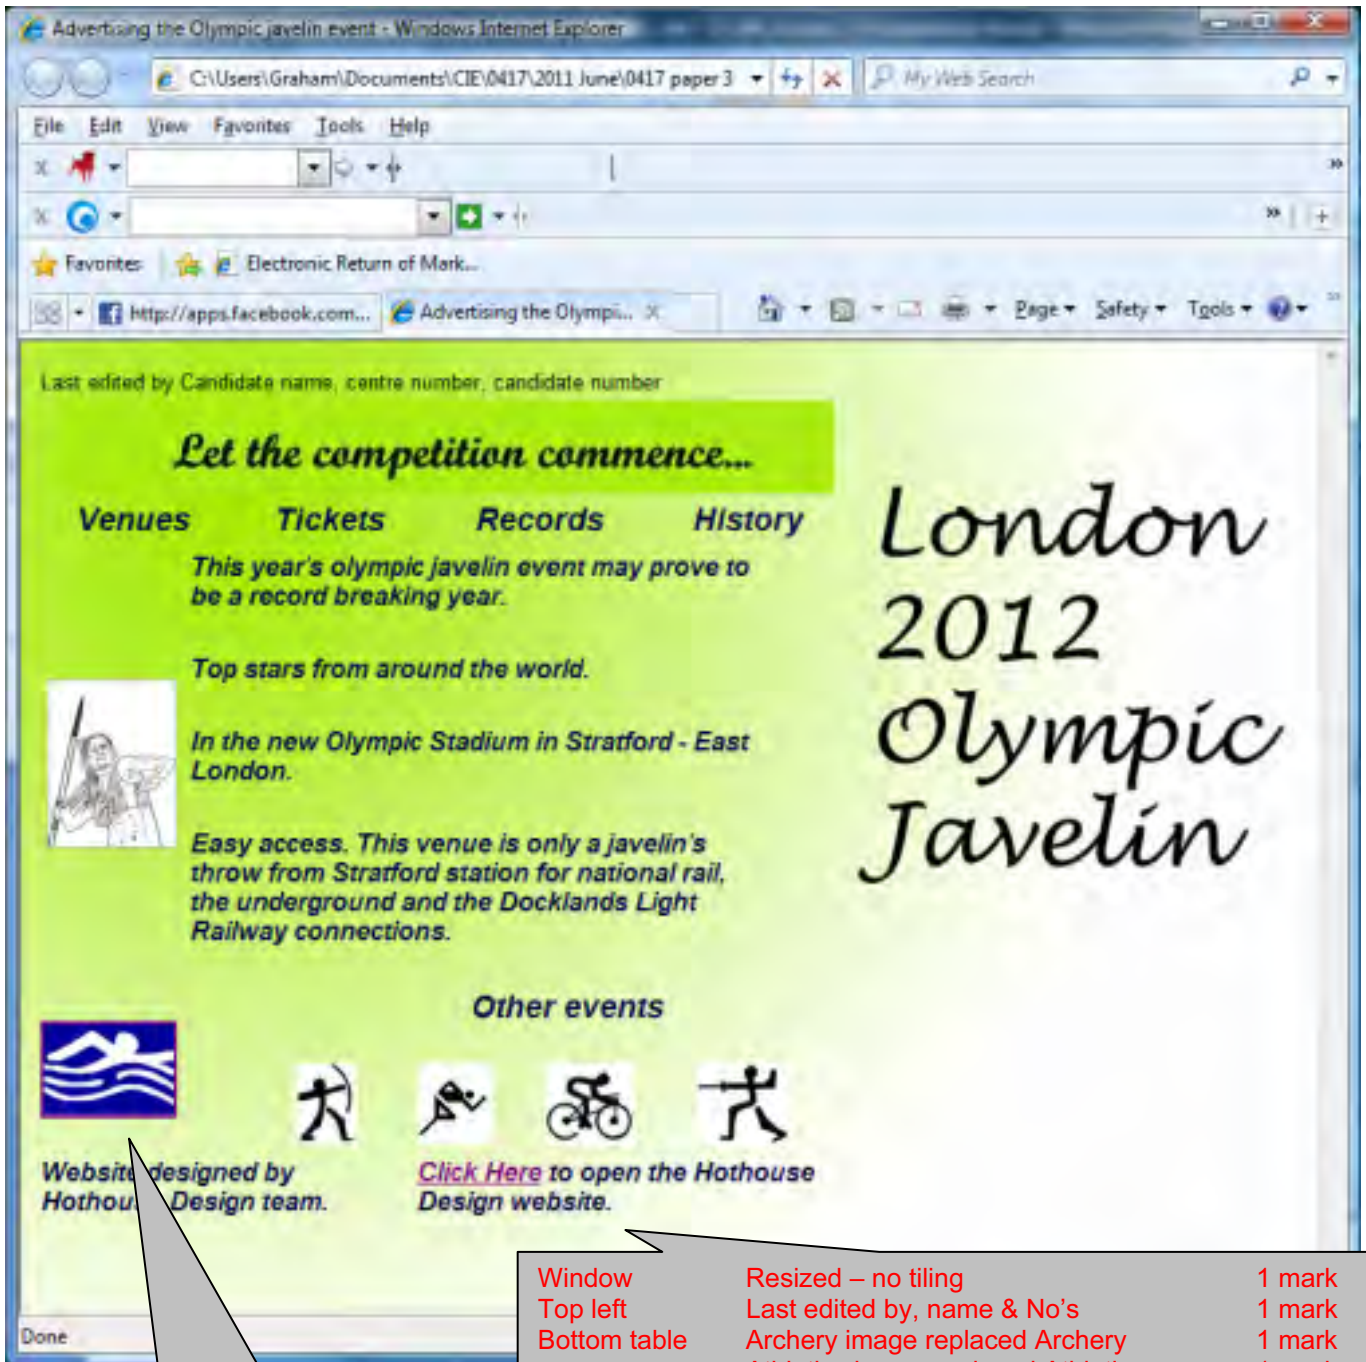 Advertising the Olympic javelin event - Windows Internet Explorer
C:\Users\Graham\Documents\CIE\0417\2011 June\0417 paper 3
My Web Search
File Edit View Favorites Tools Help
Favorites Electronic Return of Mark...
http://apps.facebook.com... Advertising the Olympi... Page Safety Tools
Last edited by Candidate name, centre number, candidate number
Let the competition commence...
Venues Tickets Records History
This year's olympic javelin event may prove to
be a record breaking year.
Top stars from around the world.
In the new Olympic Stadium in Stratford - East
London.
Easy access. This venue is only a javelin's
throw from Stratford station for national rail,
the underground and the Docklands Light
Railway connections.
London
2012
Olympic
Javelin
Other events
Website designed by
Hothouse Design team.
Click Here to open the Hothouse
Design website.
Window Resized – no tiling 1 mark
Top left Last edited by, name & No's 1 mark
Bottom table Archery image replaced Archery 1 mark
Done